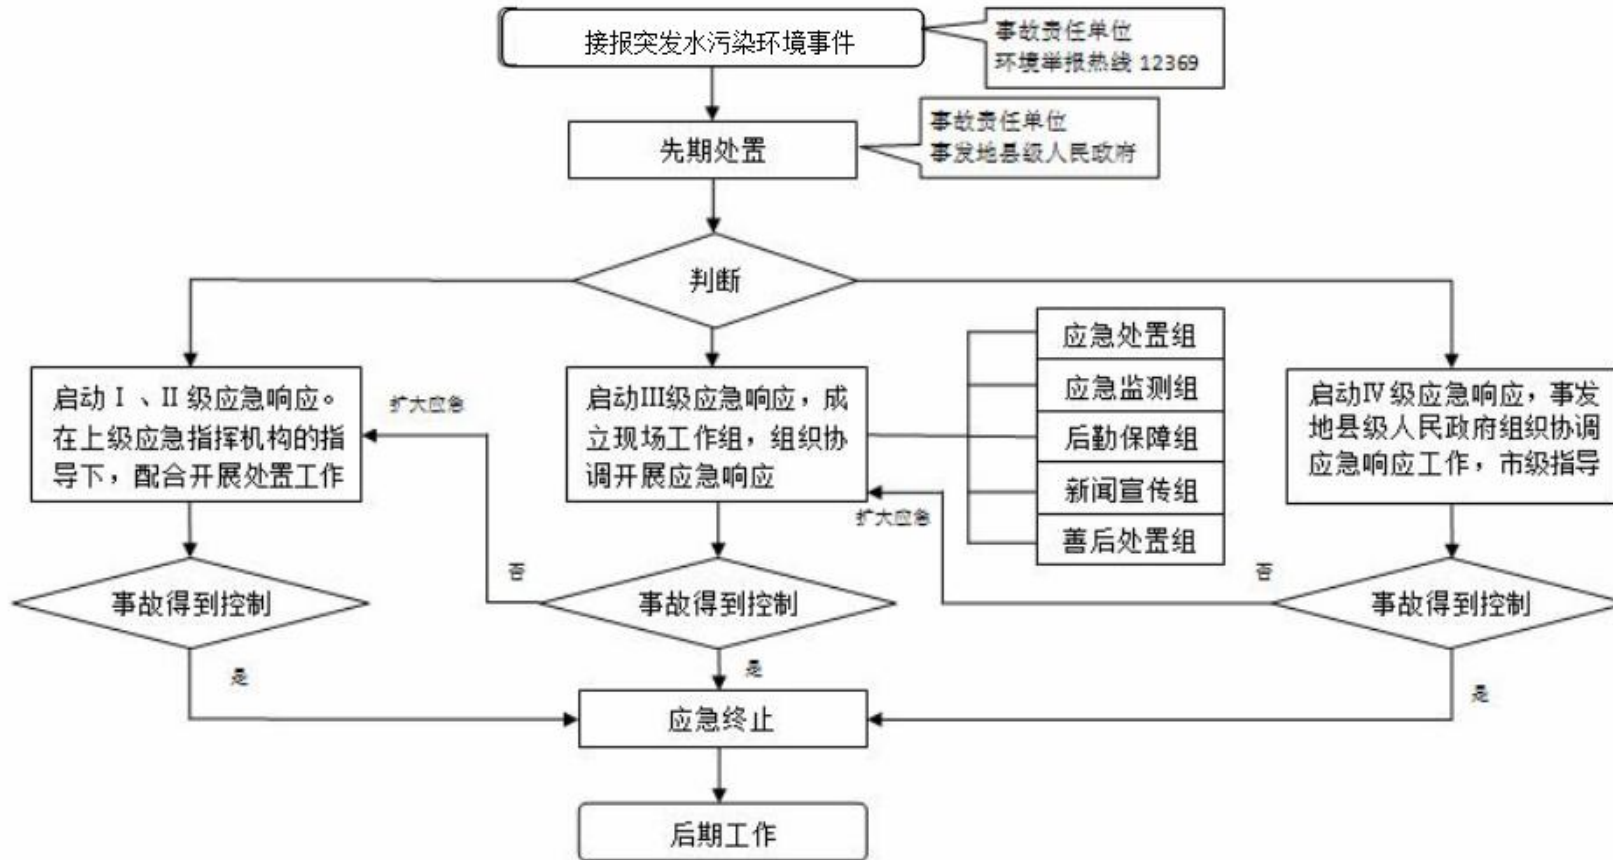 接报突发水污染环境事件
事故责任单位
环境举报热线 12369
先期处置
事故责任单位
事发地县级人民政府
判断
启动 I 、II 级应急响应。
在上级应急指挥机构的指
导下，配合开展处置工作
扩大应急
启动III级应急响应，成
立现场工作组，组织协
调开展应急响应
扩大应急
应急处置组
应急监测组
后勤保障组
新闻宣传组
善后处置组
启动Ⅳ级应急响应，事发
地县级人民政府组织协调
应急响应工作，市级指导
事故得到控制
否
事故得到控制
否
事故得到控制
是
是
是
应急终止
后期工作